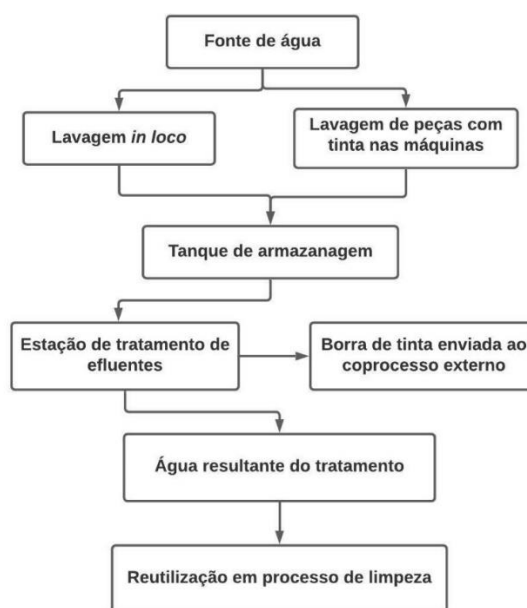 Fonte de água
Lavagem in loco
Lavagem de peças com
tinta nas máquinas
Tanque de armazanagem
Estação de tratamento de
efluentes
Borra de tinta enviada ao
coprocesso externo
Água resultante do tratamento
Reutilização em processo de limpeza